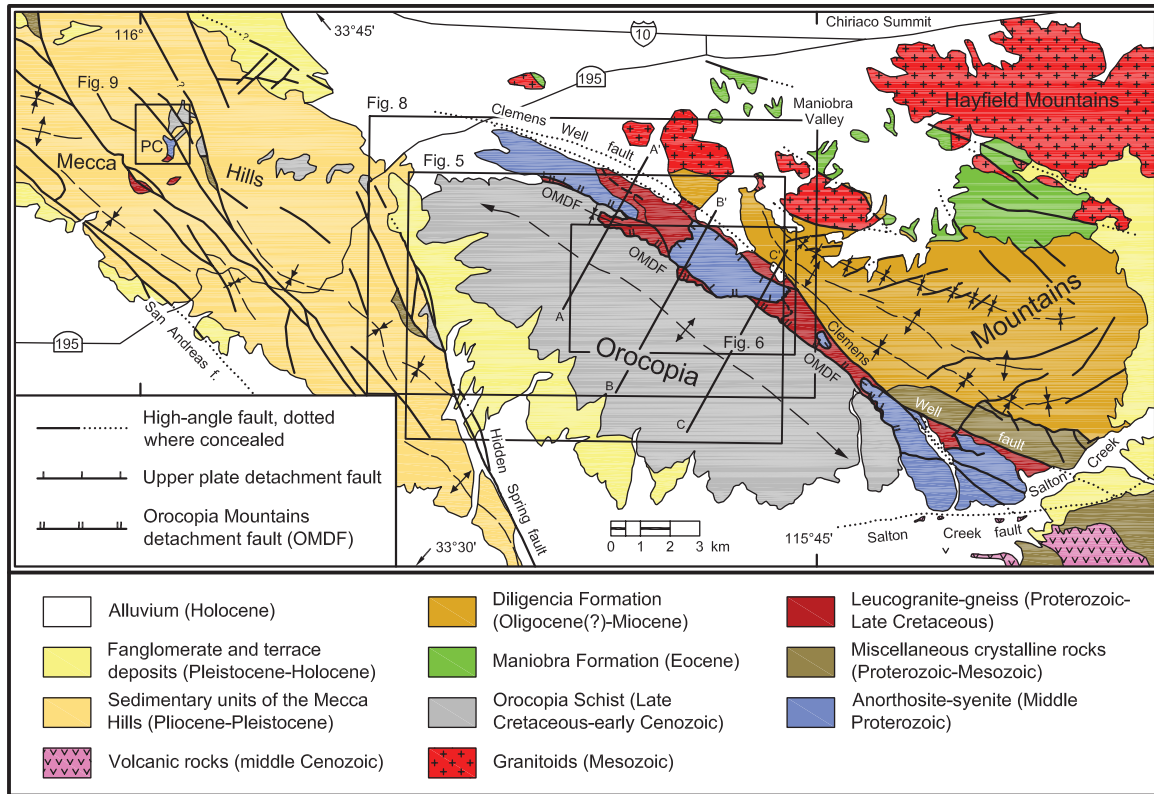 116°
33°45'
10
Chiriaco Summit
195
?
Fig. 9
?
Fig. 8
Clemens
Well
fault
Maniobra
Valley
Hayfield Mountains
PC
Mecca
Hills
Fig. 5
A'
OMDF
B'
OMDF
C'
A
Mountains
San Andreas f.
195
Orocopia
Fig. 6
Clemens
OMDF
B
C
Well
fault
Hidden
Spring fault
Salton
Creek
High-angle fault, dotted
where concealed
Upper plate detachment fault
Orocopia Mountains
detachment fault (OMDF)
0 1 2 3 km
33°30'
115°45'
Salton
Creek fault
Alluvium (Holocene)
Fanglomerate and terrace
deposits (Pleistocene-Holocene)
Sedimentary units of the Mecca
Hills (Pliocene-Pleistocene)
Volcanic rocks (middle Cenozoic)
Diligencia Formation
(Oligocene(?)-Miocene)
Maniobra Formation (Eocene)
Orocopia Schist (Late
Cretaceous-early Cenozoic)
Granitoids (Mesozoic)
Leucogranite-gneiss (Proterozoic-
Late Cretaceous)
Miscellaneous crystalline rocks
(Proterozoic-Mesozoic)
Anorthosite-syenite (Middle
Proterozoic)